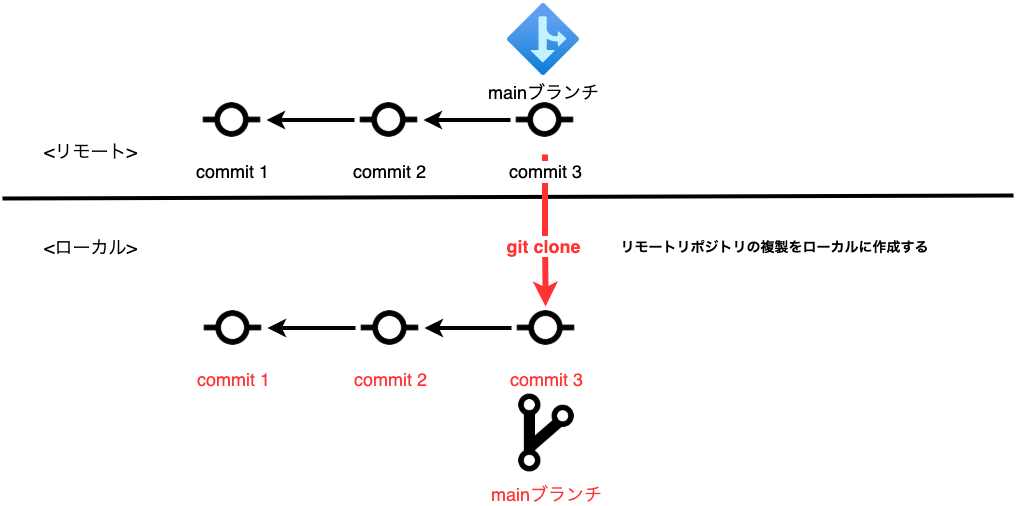 mainブランチ
<リモート>
commit 1
commit 2
commit 3
<ローカル>
git clone
リモートリポジトリの複製をローカルに作成する
commit 1
commit 2
commit 3
mainブランチ